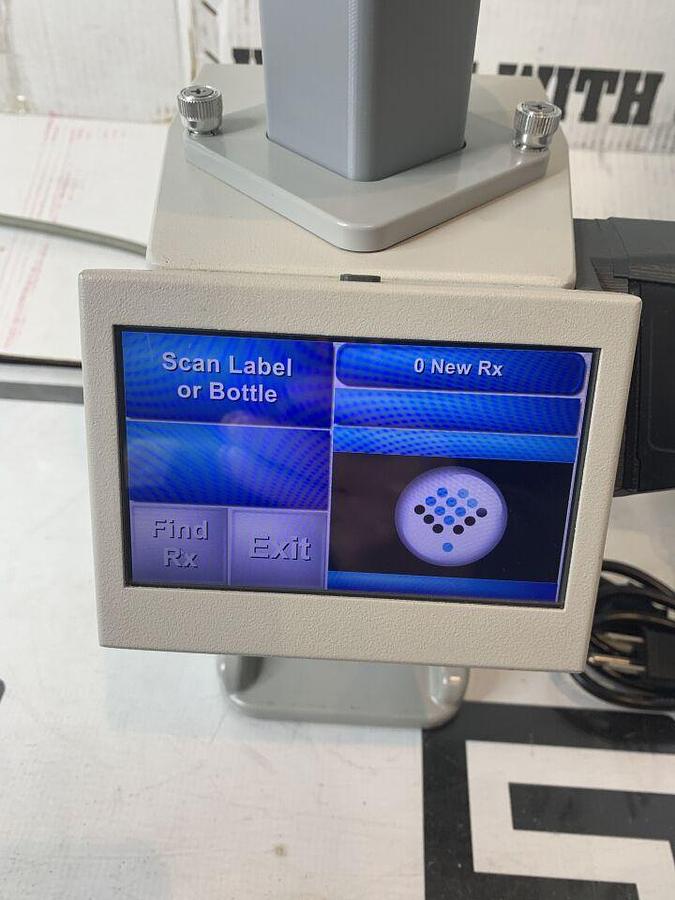 WITH
Scan Label
or Bottle
0 New Rx
Find
Rx
Exit